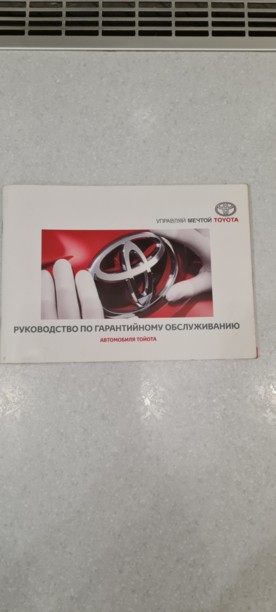 УПРАВЛЯЙ МЕЧТОЙ TOYOTA
РУКОВОДСТВО ПО ГАРАНТИЙНОМУ ОБСЛУЖИВАНИЮ
АВТОМОБИЛЯ ТОЙОТА